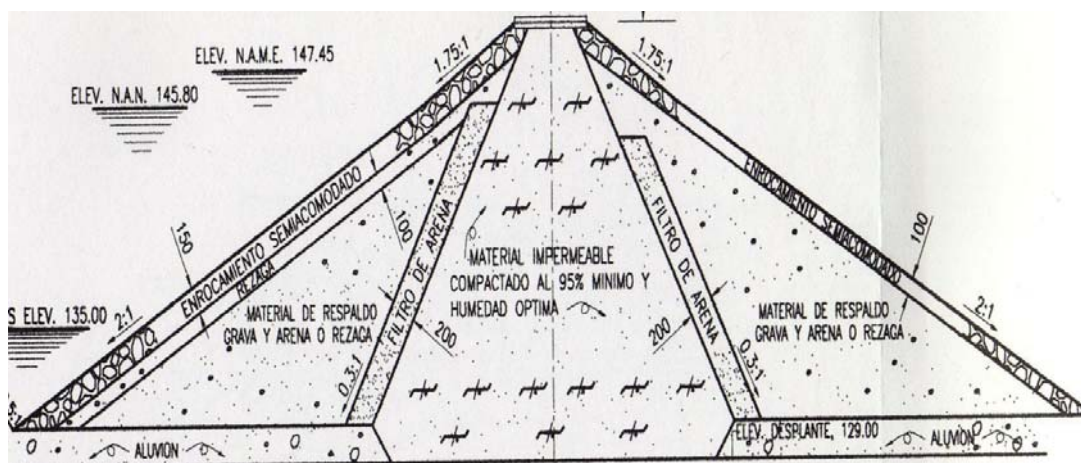 ELEV. N.A.M.E. 147.45
ELEV. N.A.N. 145.80
1.75:1
1.75:1
ENROCAMIENTO SEMIACOMODADO
REZAGA
150
100
FILTRO DE ARENA
200
0.3:1
MATERIAL IMPERMEABLE
COMPACTADO AL 95% MINIMO Y
HUMEDAD OPTIMA
FILTRO DE ARENA
200
0.3:1
ENROCAMIENTO SEMIACOMODADO
100
S ELEV. 135.00
2:1
MATERIAL DE RESPALDO
GRAVA Y ARENA O REZAGA
MATERIAL DE RESPALDO
GRAVA Y ARENA O REZAGA
2:1
ALUVION
ELEV. DESPLANTE, 129.00
ALUVION